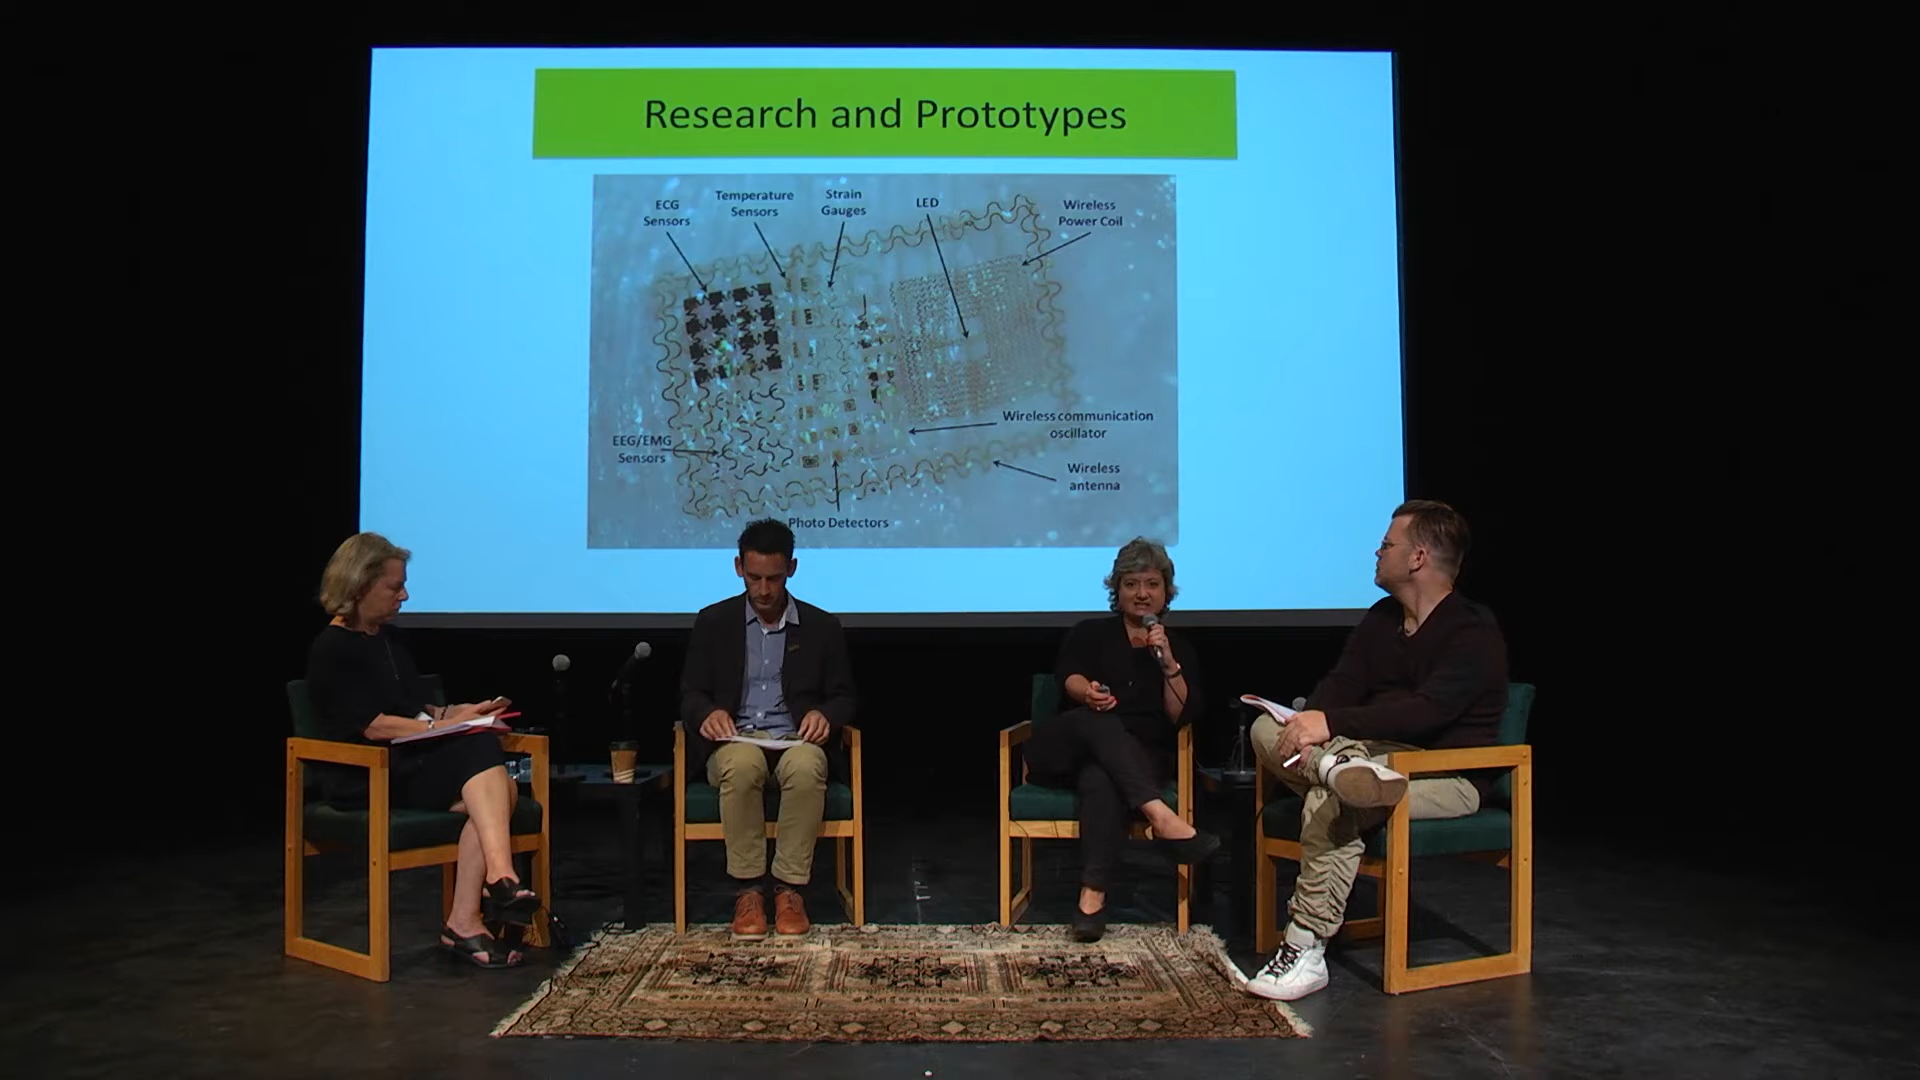 Research and Prototypes
ECG
Sensors
Temperature
Sensors
Strain
Gauges
LED
Wireless
Power Coil
Wireless communication
oscillator
EEG/EMG
Sensors
Wireless
antenna
Photo Detectors